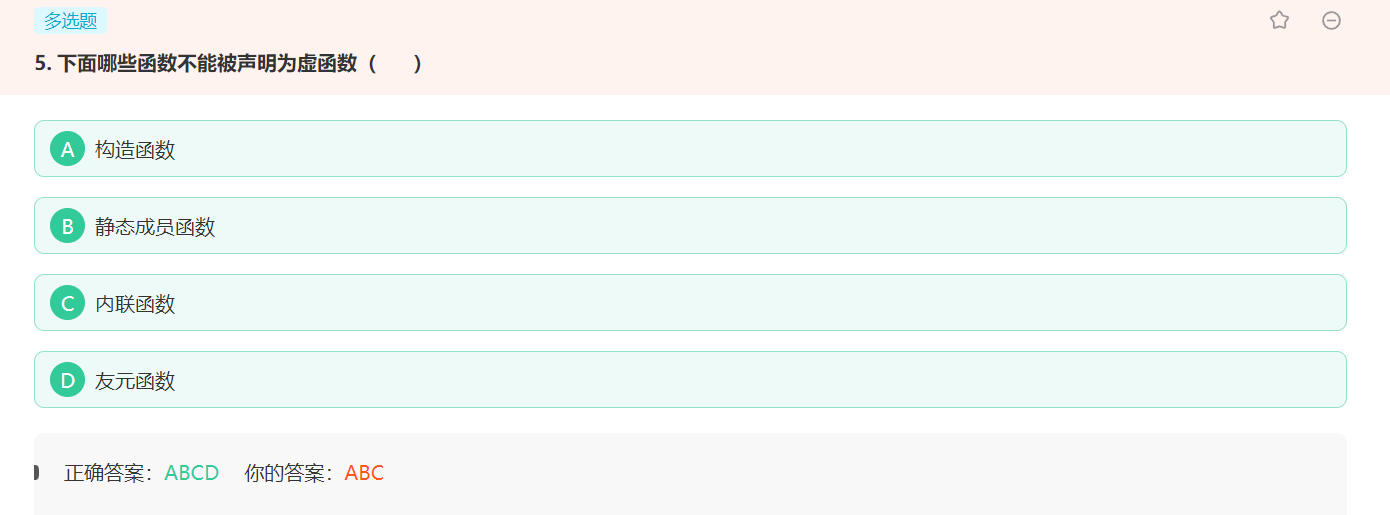 多选题
5. 下面哪些函数不能被声明为虚函数（　　）
A 构造函数
B 静态成员函数
C 内联函数
D 友元函数
正确答案：ABCD 你的答案：ABC